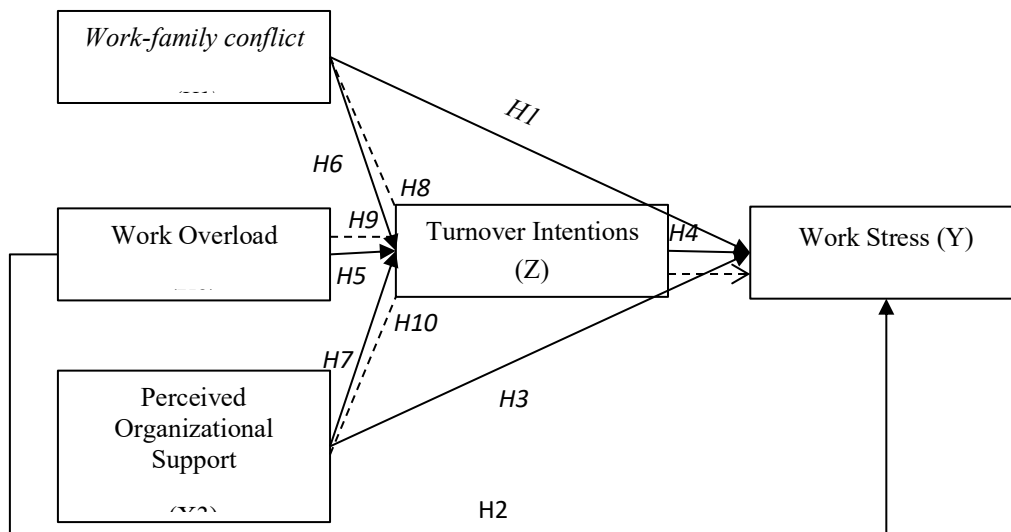 Work-family conflict
H1
H6
H8
Work Overload
H9
H5
Turnover Intentions
(Z)
H4
Work Stress (Y)
H10
H7
Perceived
Organizational
Support
H3
H2